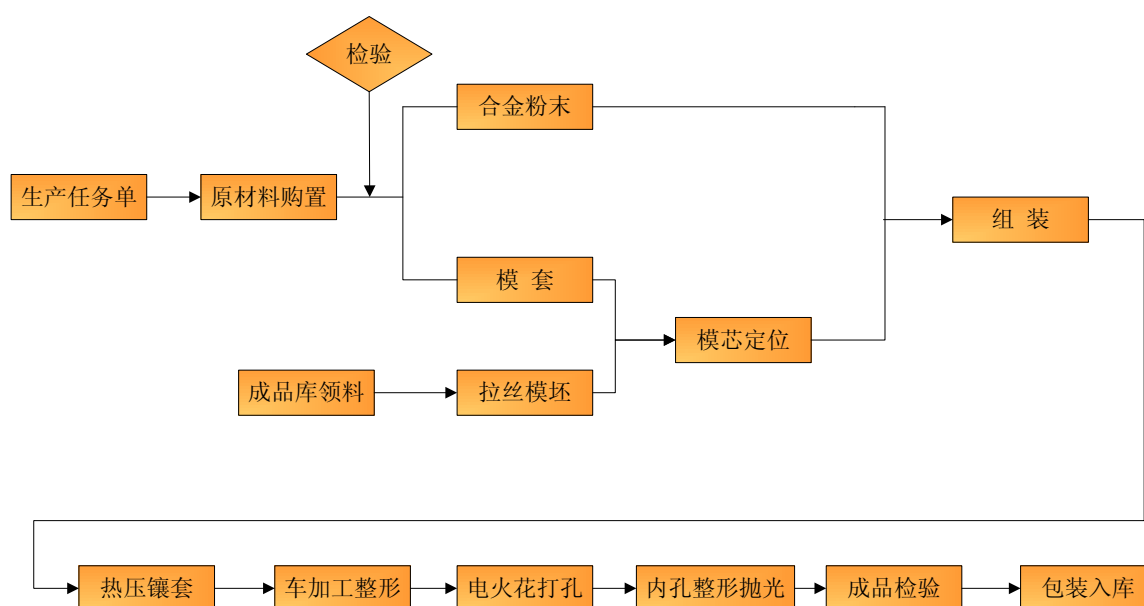 检验
合金粉末
生产任务单
原材料购置
组 装
模 套
模芯定位
成品库领料
拉丝模坯
热压镶套
车加工整形
电火花打孔
内孔整形抛光
成品检验
包装入库